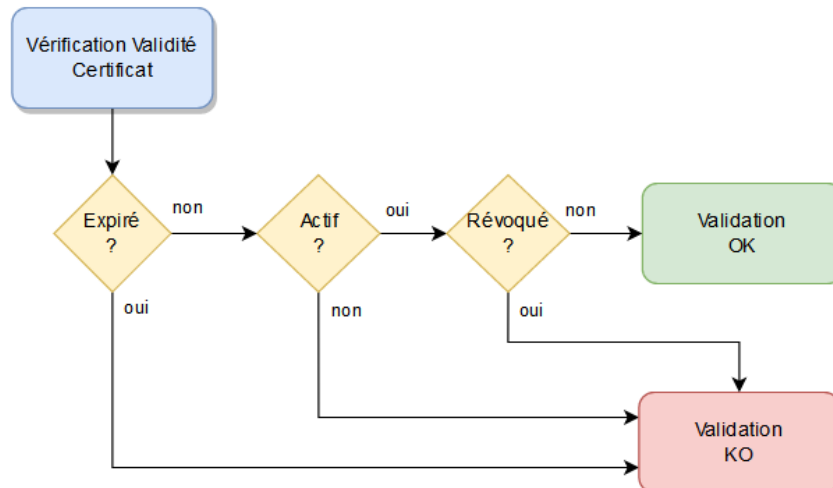 Vérification Validité
Certificat
Expiré
?
non
Actif
?
oui
Révoqué
?
non
Validation
OK
oui
non
oui
Validation
KO